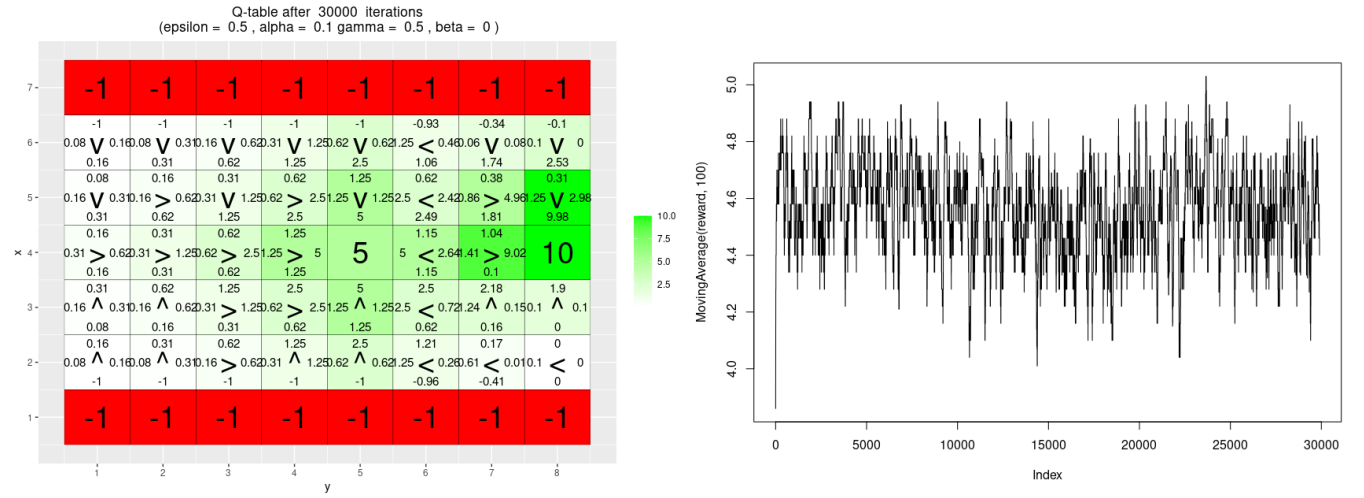 Q-table after 30000 iterations
(epsilon = 0.5 , alpha = 0.1 gamma = 0.5 , beta = 0 )
7
-1 -1 -1 -1 -1 -1 -1 -1
-1 -1 -1 -1 -1 -0.93 -0.34 -0.1
6
0.08 V 0.16 0.08 V 0.31 0.16 V 0.62 0.31 V 1.25 0.62 V 0.62 1.25 < 0.46 0.06 V 0.08 0.1 V 0
0.16 0.31 0.62 1.25 2.5 1.06 1.74 2.53
0.08 0.16 0.31 0.62 1.25 0.62 0.38 0.31
5
0.16 V 0.31 0.16 > 0.62 0.31 V 1.25 0.62 > 2.5 1.25 V 1.25 2.5 < 2.42 0.86 > 4.96 1.25 V 2.98
0.31 0.62 1.25 2.5 5 2.49 1.81 9.98
0.16 0.31 0.62 1.25 1.15 1.04
4
0.31 > 0.62 0.31 > 1.25 0.62 > 2.5 1.25 > 5 5 5 < 2.64 1.41 > 9.02 10
0.16 0.31 0.62 1.25 1.15 0.1
0.31 0.62 1.25 2.5 5 2.5 2.18 1.9
3
0.16 ^ 0.31 0.16 ^ 0.62 0.31 > 1.25 0.62 > 2.5 1.25 ^ 1.25 2.5 < 0.72 1.24 ^ 0.15 0.1 ^ 0.1
0.08 0.16 0.31 0.62 1.25 0.62 0.16 0
0.16 0.31 0.62 1.25 2.5 1.21 0.17 0
2
0.08 ^ 0.16 0.08 ^ 0.31 0.16 > 0.62 0.31 ^ 1.25 0.62 ^ 0.62 1.25 < 0.26 0.61 < 0.01 0.1 < 0
-1 -1 -1 -1 -1 -0.96 -0.41 0
1
-1 -1 -1 -1 -1 -1 -1 -1
1 2 3 4 5 6 7 8
x
y
10.0
7.5
5.0
2.5
MovingAverage(reward, 100)
5.0
4.8
4.6
4.4
4.2
4.0
0 5000 10000 15000 20000 25000 30000
Index